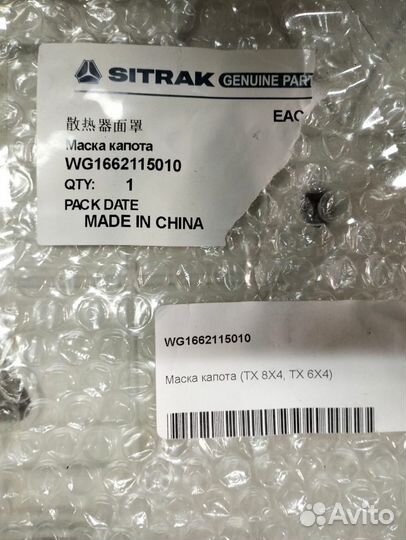 SITRAK GENUINE PART
EAC
散热器面罩
Маска капота
WG1662115010
QTY: 1
PACK DATE
MADE IN CHINA
WG1662115010
Маска капота (TX 8X4, TX 6X4)
Avito